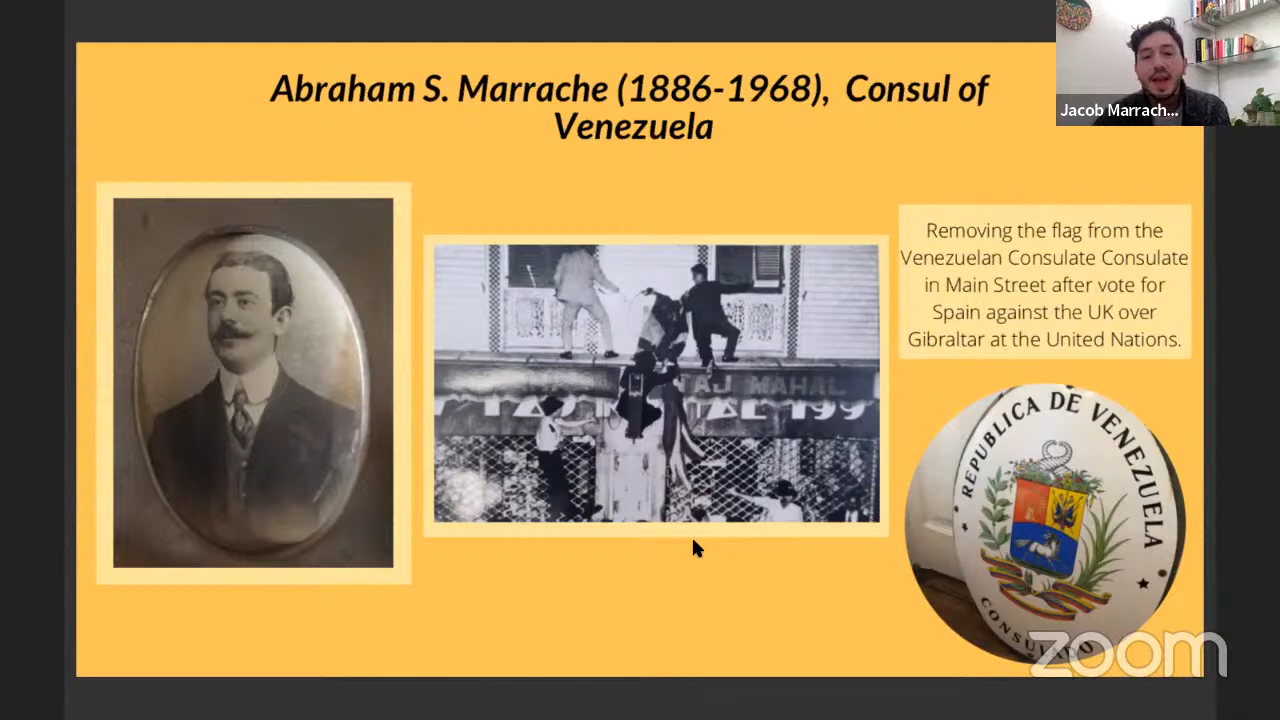 Abraham S. Marrache (1886-1968), Consul of
Venezuela
Jacob Marrach...
Removing the flag from the
Venezuelan Consulate Consulate
in Main Street after vote for
Spain against the UK over
Gibraltar at the United Nations.
TAJ MAHAL
REPUBLICA DE VENEZUELA
CONSULADO
zoom